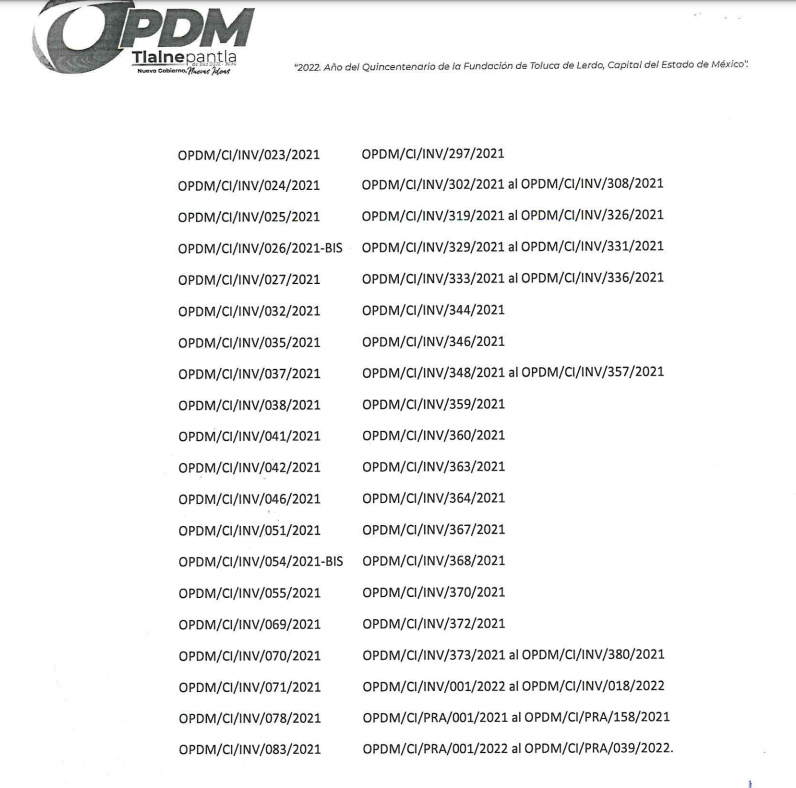 OPDM
Tlalnepantla
Nuevo Gobierno, Nuevas Ideas
"2022. Año del Quincentenario de la Fundación de Toluca de Lerdo, Capital del Estado de México".
OPDM/CI/INV/023/2021 OPDM/CI/INV/297/2021
OPDM/CI/INV/024/2021 OPDM/CI/INV/302/2021 al OPDM/CI/INV/308/2021
OPDM/CI/INV/025/2021 OPDM/CI/INV/319/2021 al OPDM/CI/INV/326/2021
OPDM/CI/INV/026/2021-BIS OPDM/CI/INV/329/2021 al OPDM/CI/INV/331/2021
OPDM/CI/INV/027/2021 OPDM/CI/INV/333/2021 al OPDM/CI/INV/336/2021
OPDM/CI/INV/032/2021 OPDM/CI/INV/344/2021
OPDM/CI/INV/035/2021 OPDM/CI/INV/346/2021
OPDM/CI/INV/037/2021 OPDM/CI/INV/348/2021 al OPDM/CI/INV/357/2021
OPDM/CI/INV/038/2021 OPDM/CI/INV/359/2021
OPDM/CI/INV/041/2021 OPDM/CI/INV/360/2021
OPDM/CI/INV/042/2021 OPDM/CI/INV/363/2021
OPDM/CI/INV/046/2021 OPDM/CI/INV/364/2021
OPDM/CI/INV/051/2021 OPDM/CI/INV/367/2021
OPDM/CI/INV/054/2021-BIS OPDM/CI/INV/368/2021
OPDM/CI/INV/055/2021 OPDM/CI/INV/370/2021
OPDM/CI/INV/069/2021 OPDM/CI/INV/372/2021
OPDM/CI/INV/070/2021 OPDM/CI/INV/373/2021 al OPDM/CI/INV/380/2021
OPDM/CI/INV/071/2021 OPDM/CI/INV/001/2022 al OPDM/CI/INV/018/2022
OPDM/CI/INV/078/2021 OPDM/CI/PRA/001/2021 al OPDM/CI/PRA/158/2021
OPDM/CI/INV/083/2021 OPDM/CI/PRA/001/2022 al OPDM/CI/PRA/039/2022.